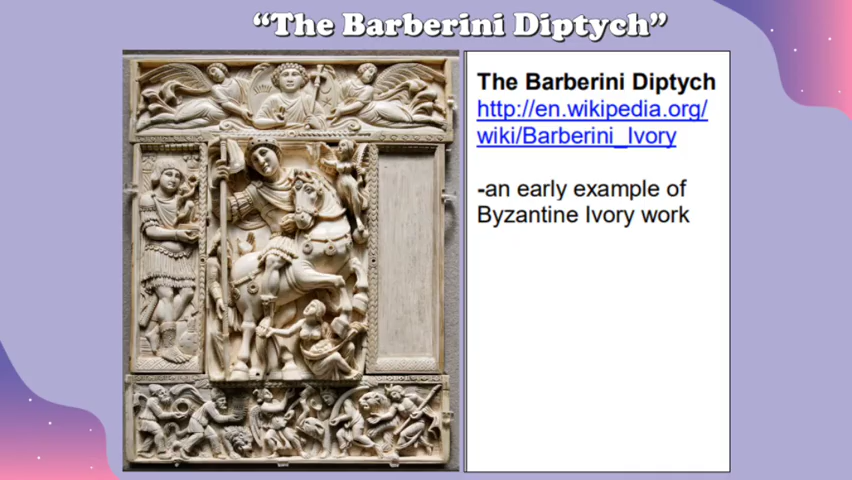 “The Barberini Diptych”
The Barberini Diptych
http://en.wikipedia.org/
wiki/Barberini_Ivory
-an early example of
Byzantine Ivory work